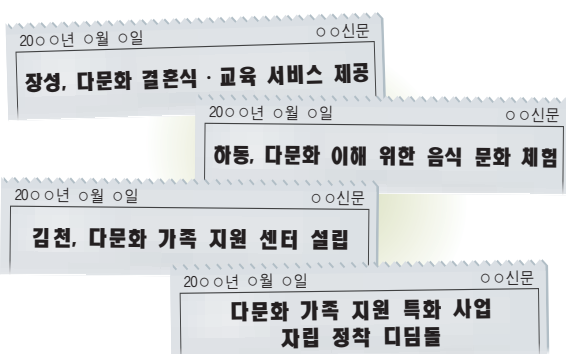 20○○년 ○월 ○일 ○○신문
장성, 다문화 결혼식 · 교육 서비스 제공
20○○년 ○월 ○일 ○○신문
하동, 다문화 이해 위한 음식 문화 체험
20○○년 ○월 ○일 ○○신문
김천, 다문화 가족 지원 센터 설립
20○○년 ○월 ○일 ○○신문
다문화 가족 지원 특화 사업
자립 정착 디딤돌